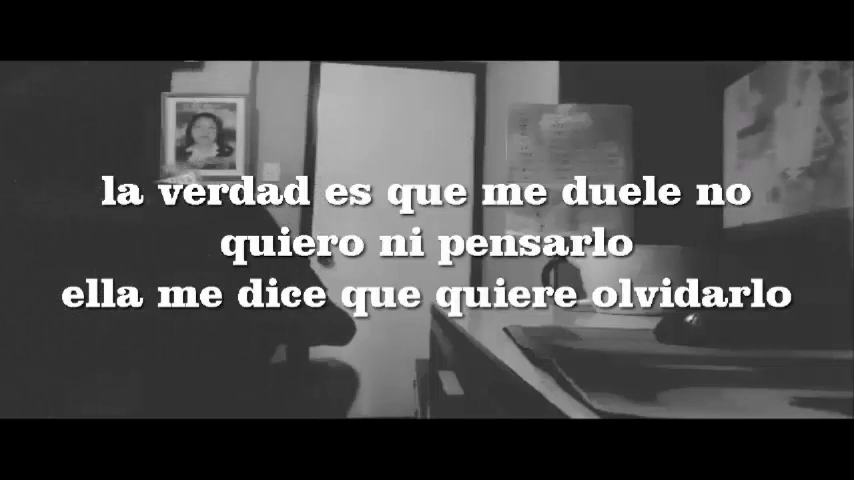 la verdad es que me duele no
quiero ni pensarlo
ella me dice que quiere olvidarlo